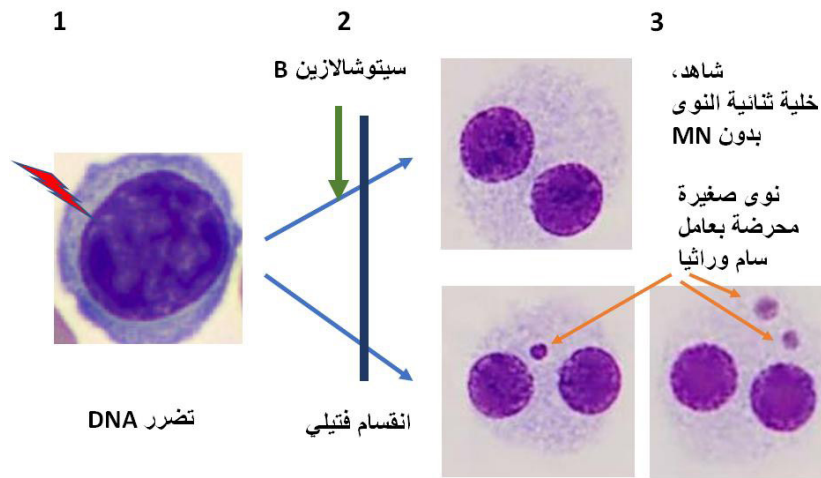 1
2
3
سيتوشالازين B
شاهد،
خلية ثنائية النوى
بدون MN
نوى صغيرة
محرضة بعامل
سام وراثيا
تضرر DNA
انقسام فتيلي